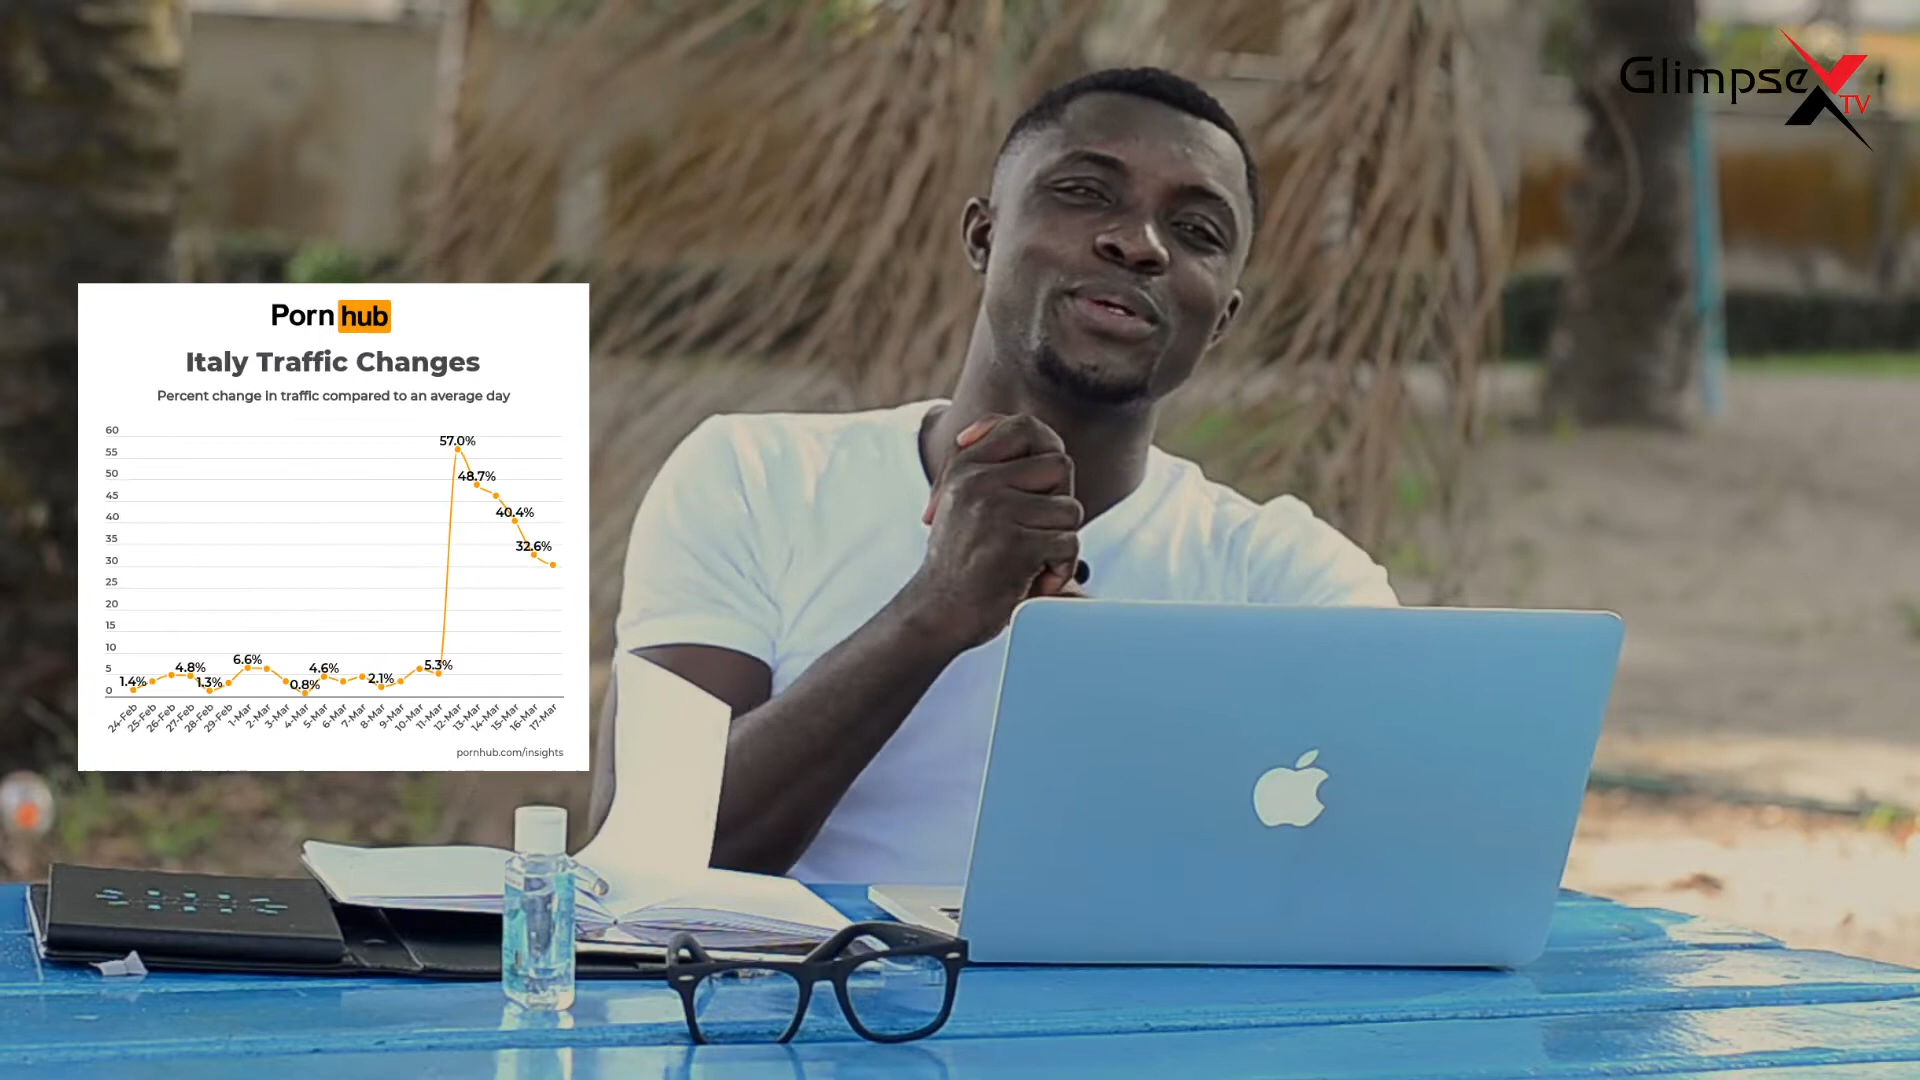 GlimpseX
TV
Pornhub
Italy Traffic Changes
Percent change in traffic compared to an average day
60
55
50
45
40
35
30
25
20
15
10
5
0
57.0%
48.7%
40.4%
32.6%
1.4%
4.8%
1.3%
6.6%
0.8%
4.6%
2.1%
5.3%
24-Feb
25-Feb
26-Feb
27-Feb
28-Feb
29-Feb
1-Mar
2-Mar
3-Mar
4-Mar
5-Mar
6-Mar
7-Mar
8-Mar
9-Mar
10-Mar
11-Mar
12-Mar
13-Mar
14-Mar
15-Mar
16-Mar
17-Mar
pornhub.com/insights